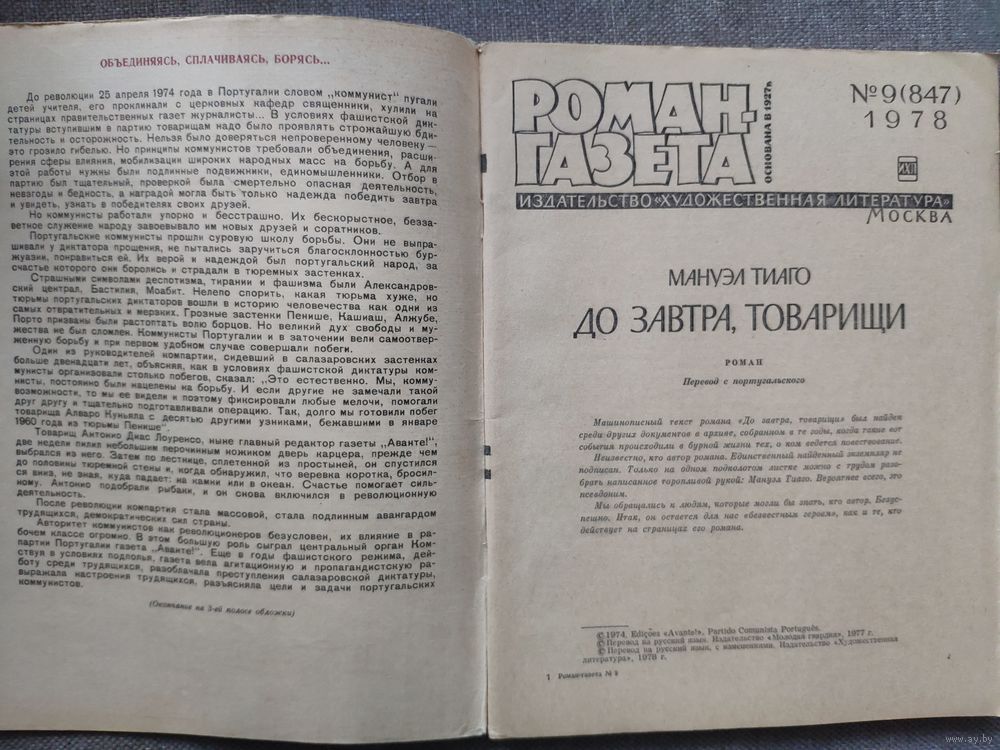 ОБЪЕДИНЯЯСЬ, СПЛАЧИВАЯСЬ, БОРЯСЬ...
До революции 25 апреля 1974 года в Португалии словом „коммунист" пугали
детей учителя, его проклинали с церковных кафедр священники, хулили на
страницах правительственных газет журналисты... В условиях фашистской дик-
татуры вступившим в партию товарищам надо было проявлять строжайшую бди-
тельность и осторожность. Нельзя было доверяться непроверенному человеку —
это грозило гибелью. Но принципы коммунистов требовали объединения, расши-
рения сферы влияния, мобилизации широких народных масс на борьбу. А для
этой работы нужны были подлинные подвижники, единомышленники. Отбор в
партию был тщательный, проверкой была смертельно опасная деятельность,
невзгоды и бедность, а наградой могла быть только надежда победить завтра
и увидеть, узнать в победителях своих друзей.
Но коммунисты работали упорно и бесстрашно. Их бескорыстное, безза-
ветное служение народу завоевывало им новых друзей и соратников.
Португальские коммунисты прошли суровую школу борьбы. Они не выпра-
шивали у диктатора прощения, не пытались заручиться благосклонностью бур-
жуазии, понравиться ей. Их верой и надеждой был португальский народ, за
счастье которого они боролись и страдали в тюремных застенках.
Страшными символами деспотизма, тирании и фашизма были Александров-
ский централ, Бастилия, Моабит. Нелепо спорить, какая тюрьма хуже, но
тюрьмы португальских диктаторов вошли в историю человечества как одни из
самых отвратительных и мерзких. Грозные застенки Пенише, Кашиаш, Алжубе,
Порто призваны были растоптать волю борцов. Но великий дух свободы и му-
жества не был сломлен. Коммунисты Португалии и в заточении вели самоотвер-
женную борьбу и при первом удобном случае совершали побеги.
Один из руководителей компартии, сидевший в салазаровских застенках
больше двенадцати лет, объясняя, как в условиях фашистской диктатуры ком-
мунисты организовали столько побегов, сказал: „Это естественно. Мы, комму-
нисты, постоянно были нацелены на борьбу. И если другие не замечали такой
возможности, то мы ее видели и поэтому фиксировали любые мелочи, помогали
друг другу и тщательно подготавливали операцию. Так, долго мы готовили побег
товарища Алваро Куньяла с десятью другими узниками, бежавшими в январе
1960 года из тюрьмы Пенише".
Товарищ Антонио Диас Лоуренсо, ныне главный редактор газеты „Аванте!",
две недели пилил небольшим перочинным ножиком дверь карцера, прежде чем
выбрался из него. Затем по лестнице, сплетенной из простыней, он спустился
до половины тюремной стены и, когда обнаружил, что веревка коротка, бросил-
ся вниз, не зная, куда падает: на камни или в океан. Счастье помогает силь-
ному. Антонио подобрали рыбаки, и он снова включился в революционную
деятельность.
После революции компартия стала массовой, стала подлинным авангардом
трудящихся, демократических сил страны.
Авторитет коммунистов как революционеров безусловен, их влияние в ра-
бочем классе огромно. В этом большую роль сыграл центральный орган Ком-
партии Португалии газета „Аванте!". Еще в годы фашистского режима, дей-
ствуя в условиях подполья, газета вела агитационную и пропагандистскую ра-
боту среди трудящихся, разоблачала преступления салазаровской диктатуры,
выражала настроения трудящихся, разъясняла цели и задачи португальских
коммунистов.
(Окончание на 3-ей полосе обложки)
РОМАН-
ГАЗЕТА
ОСНОВАНА В 1927г.
№ 9(847)
1978
ИЗДАТЕЛЬСТВО «ХУДОЖЕСТВЕННАЯ ЛИТЕРАТУРА»
МОСКВА
МАНУЭЛ ТИАГО
ДО ЗАВТРА, ТОВАРИЩИ
РОМАН
Перевод с португальского
Машинописный текст романа «До завтра, товарищи» был найден
среди других документов в архиве, собранном в те годы, когда такие вот
события происходили в бурной жизни тех, о ком ведется повествование.
Неизвестно, кто автор романа. Единственный найденный экземпляр не
подписан. Только на одном подколотом листке можно с трудом разо-
брать написанное торопливой рукой: Мануэл Тиаго. Вероятнее всего, это
псевдоним.
Мы обращались к людям, которые могли бы знать, кто автор. Безус-
пешно. Итак, он остается для нас «безвестным героем», как и те, кто
действует на страницах его романа.
© 1974, Edições «Avante!», Partido Comunista Português.
© Перевод на русский язык. Издательство «Молодая гвардия», 1977 г.
© Перевод на русский язык, с изменениями. Издательство «Художественная
литература», 1978 г.
1 Роман-газета № 9
www.ay.by